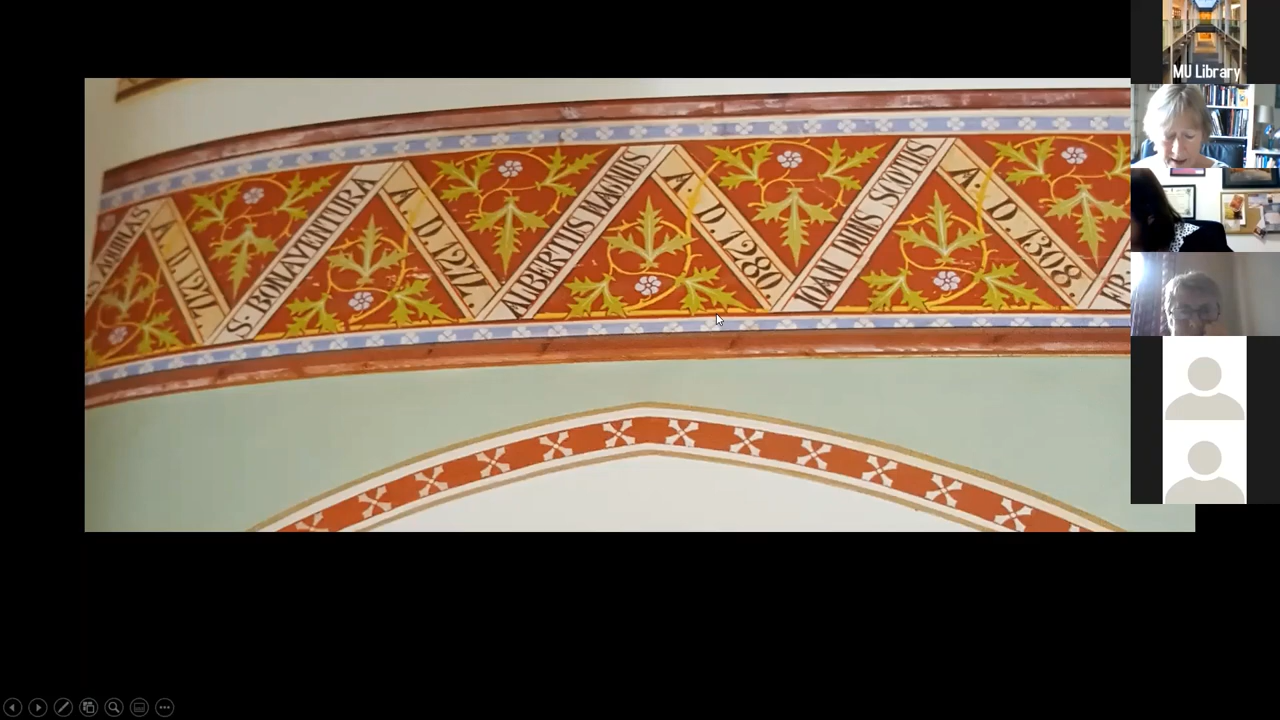 MU Library
AQUINAS
A. D. 1274.
S. BONAVENTURA
A. D. 1274.
ALBERTUS MAGNUS
A. D. 1280.
IOAN DUNS SCOTUS
A. D. 1308.